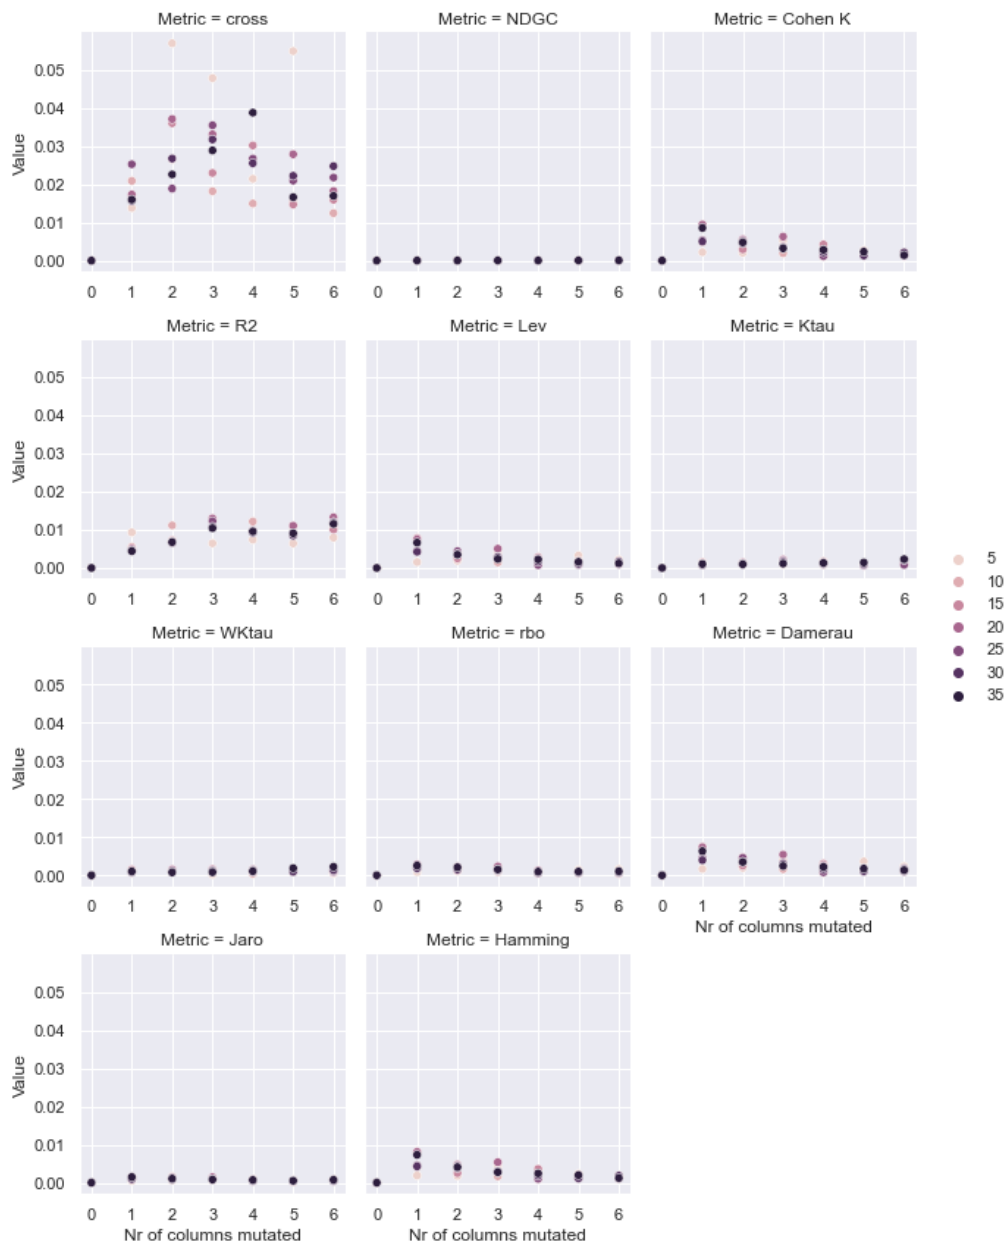 Metric = cross
Metric = NDGC
Metric = Cohen K
Value
0.05
0.04
0.03
0.02
0.01
0.00
0 1 2 3 4 5 6
0 1 2 3 4 5 6
0 1 2 3 4 5 6
Metric = R2
Metric = Lev
Metric = Ktau
Value
0.05
0.04
0.03
0.02
0.01
0.00
0 1 2 3 4 5 6
0 1 2 3 4 5 6
0 1 2 3 4 5 6
5
10
15
20
25
30
35
Metric = WKtau
Metric = rbo
Metric = Damerau
Value
0.05
0.04
0.03
0.02
0.01
0.00
0 1 2 3 4 5 6
0 1 2 3 4 5 6
0 1 2 3 4 5 6
Nr of columns mutated
Metric = Jaro
Metric = Hamming
Value
0.05
0.04
0.03
0.02
0.01
0.00
0 1 2 3 4 5 6
0 1 2 3 4 5 6
Nr of columns mutated
Nr of columns mutated